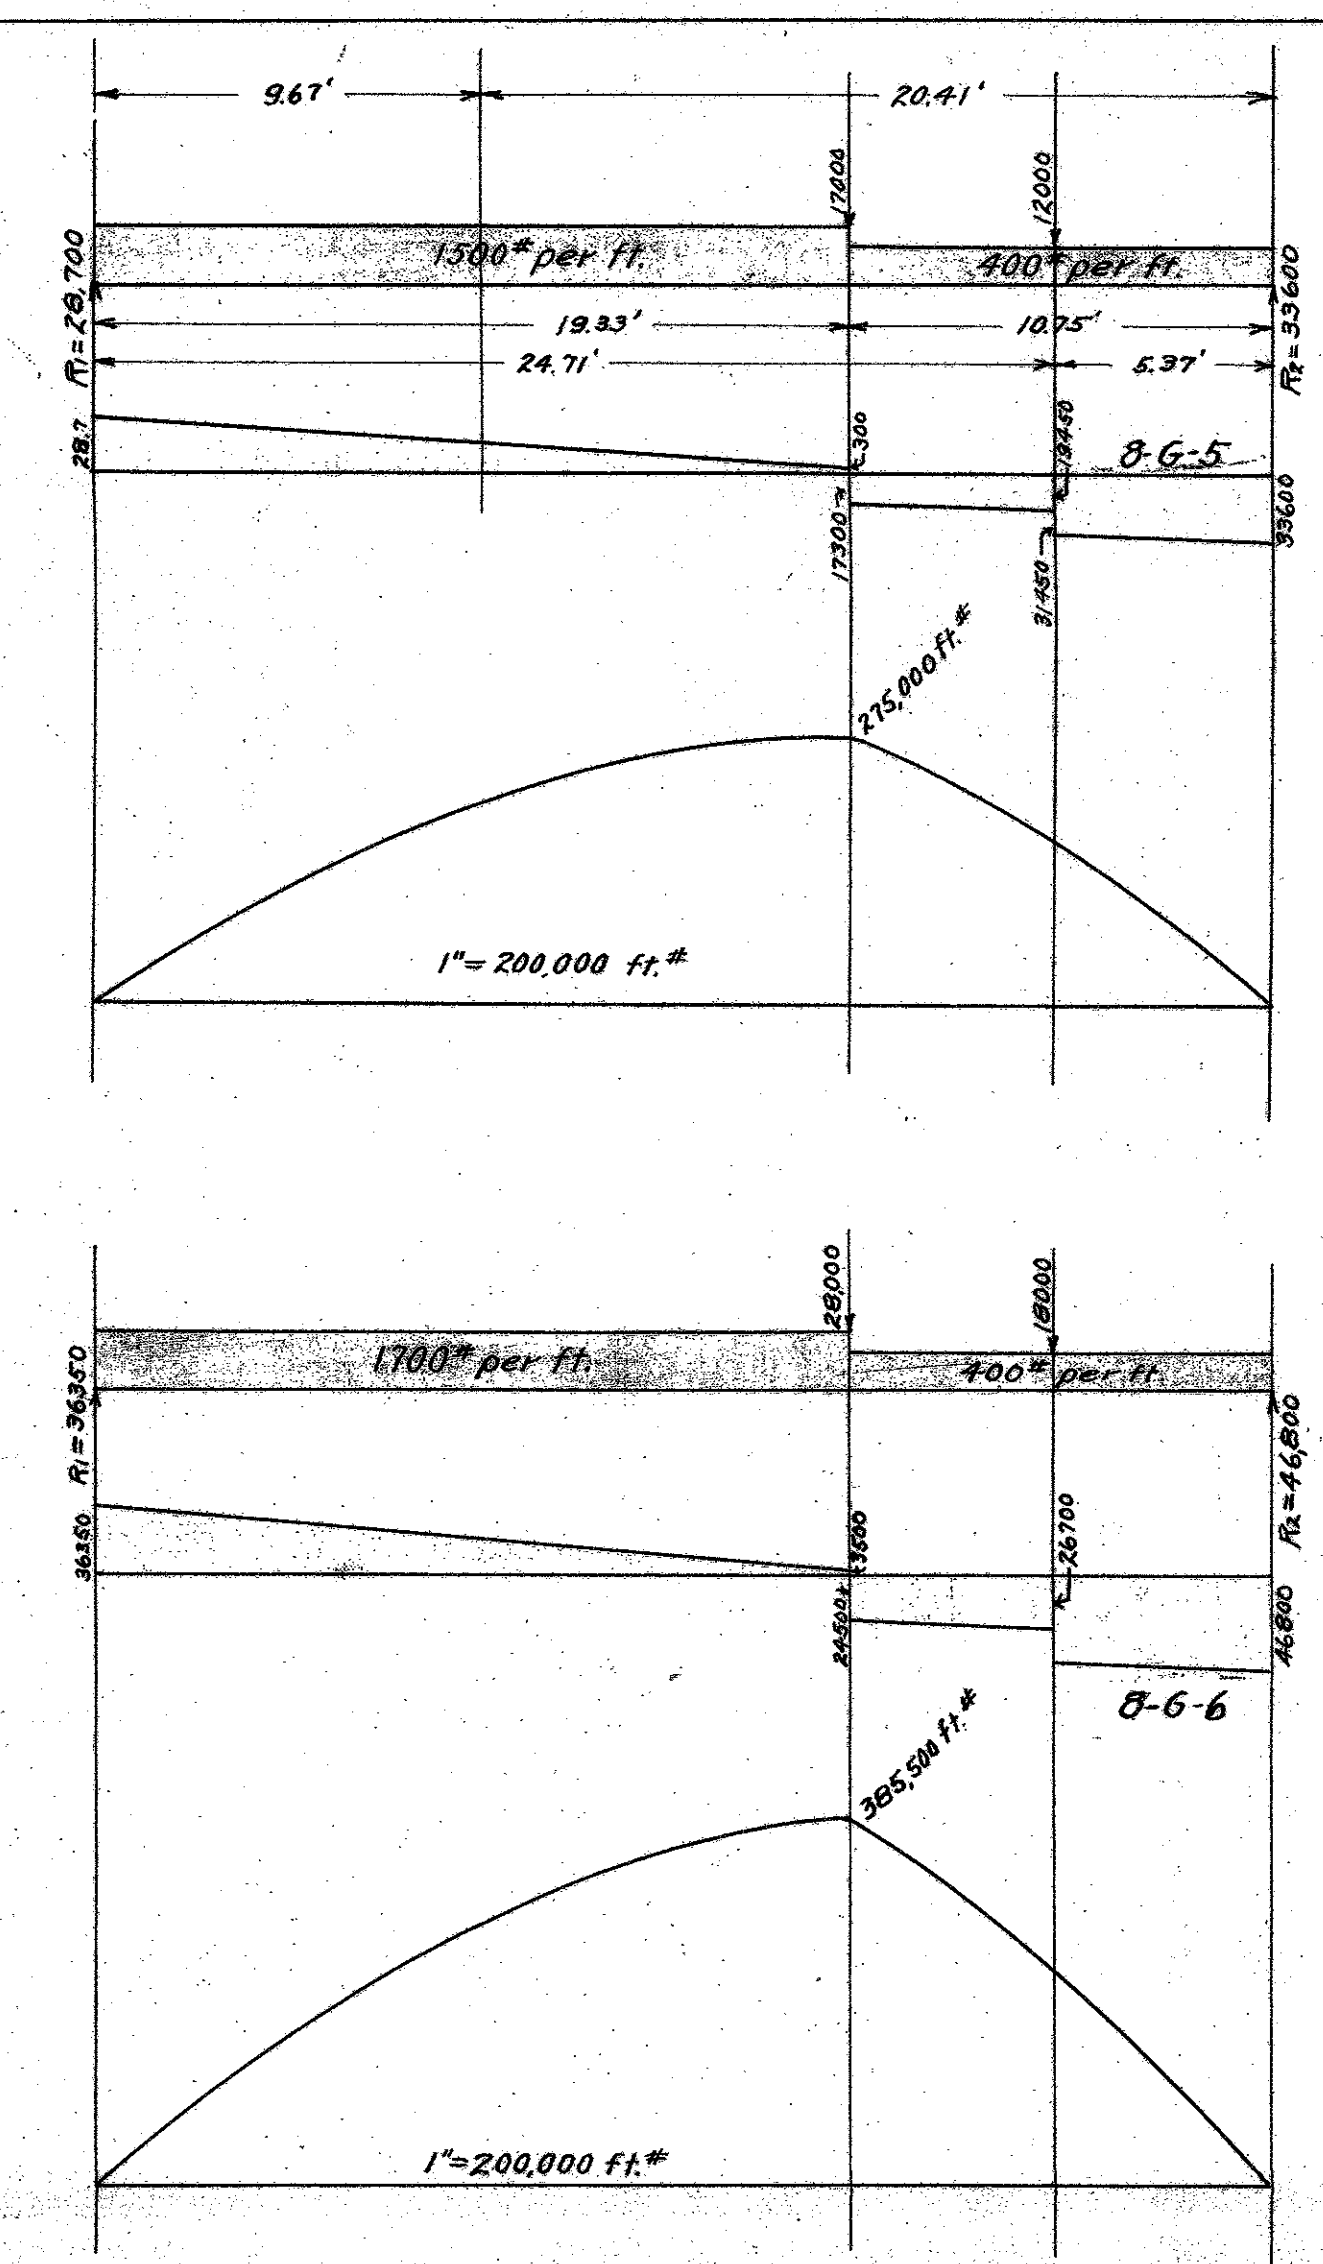 9.67' 20.41'
17000
12000
R1=28,700
1500# per ft.
400# per ft.
R2=33600
19.33' 10.75'
24.71' 5.37'
28.7
300
19450
8-G-5
17300
31450
33600
275,000 ft.#
1"=200,000 ft.#
28,000
18000
R1=36350
1700# per ft.
400# per ft
R2=46,800
36350
3500
26700
24500
46800
8-G-6
385,500 ft.#
1"=200,000 ft.#